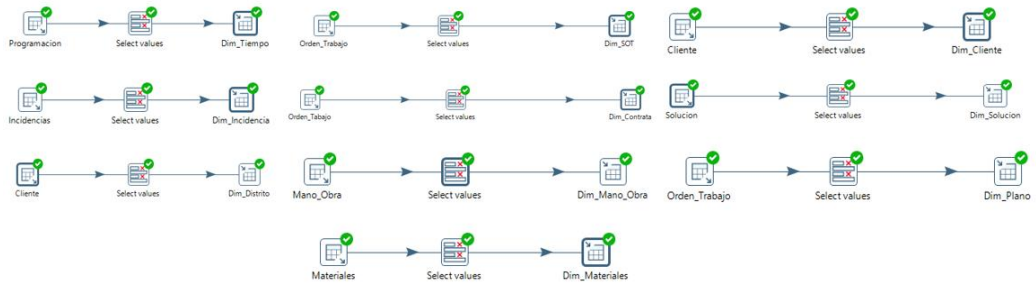 Programacion Select values Dim_Tiempo
Orden_Trabajo Select values Dim_SOT
Cliente Select values Dim_Cliente
Incidencias Select values Dim_Incidencia
Orden_Tabajo Select values Dim_Contrata
Solucion Select values Dim_Solucion
Cliente Select values Dim_Distrito
Mano_Obra Select values Dim_Mano_Obra
Orden_Trabajo Select values Dim_Plano
Materiales Select values Dim_Materiales